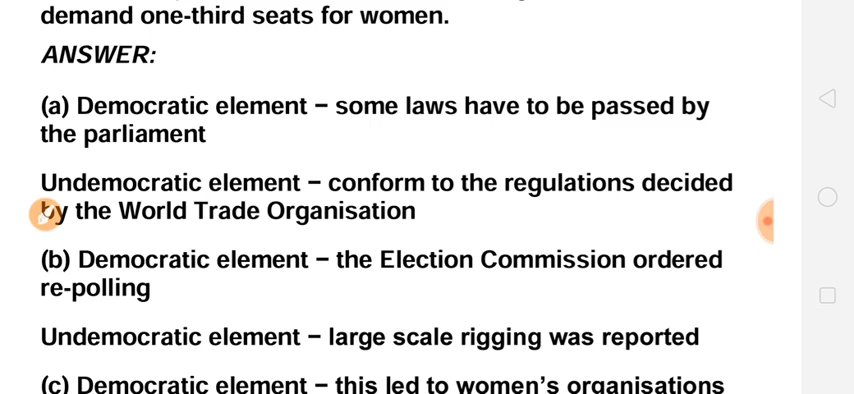 demand one-third seats for women.
ANSWER:
(a) Democratic element − some laws have to be passed by
the parliament
Undemocratic element − conform to the regulations decided
by the World Trade Organisation
(b) Democratic element − the Election Commission ordered
re-polling
Undemocratic element − large scale rigging was reported
(c) Democratic element − this led to women's organisations